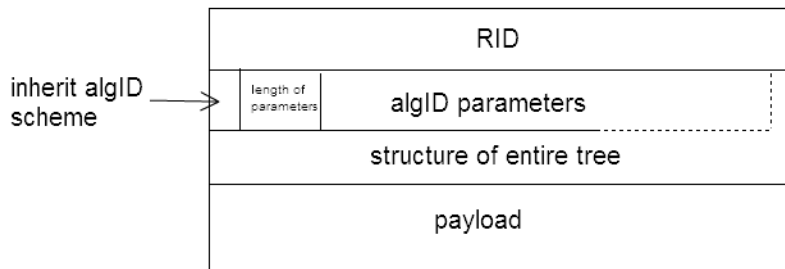 RID
inherit algID
scheme
length of
parameters
algID parameters
structure of entire tree
payload